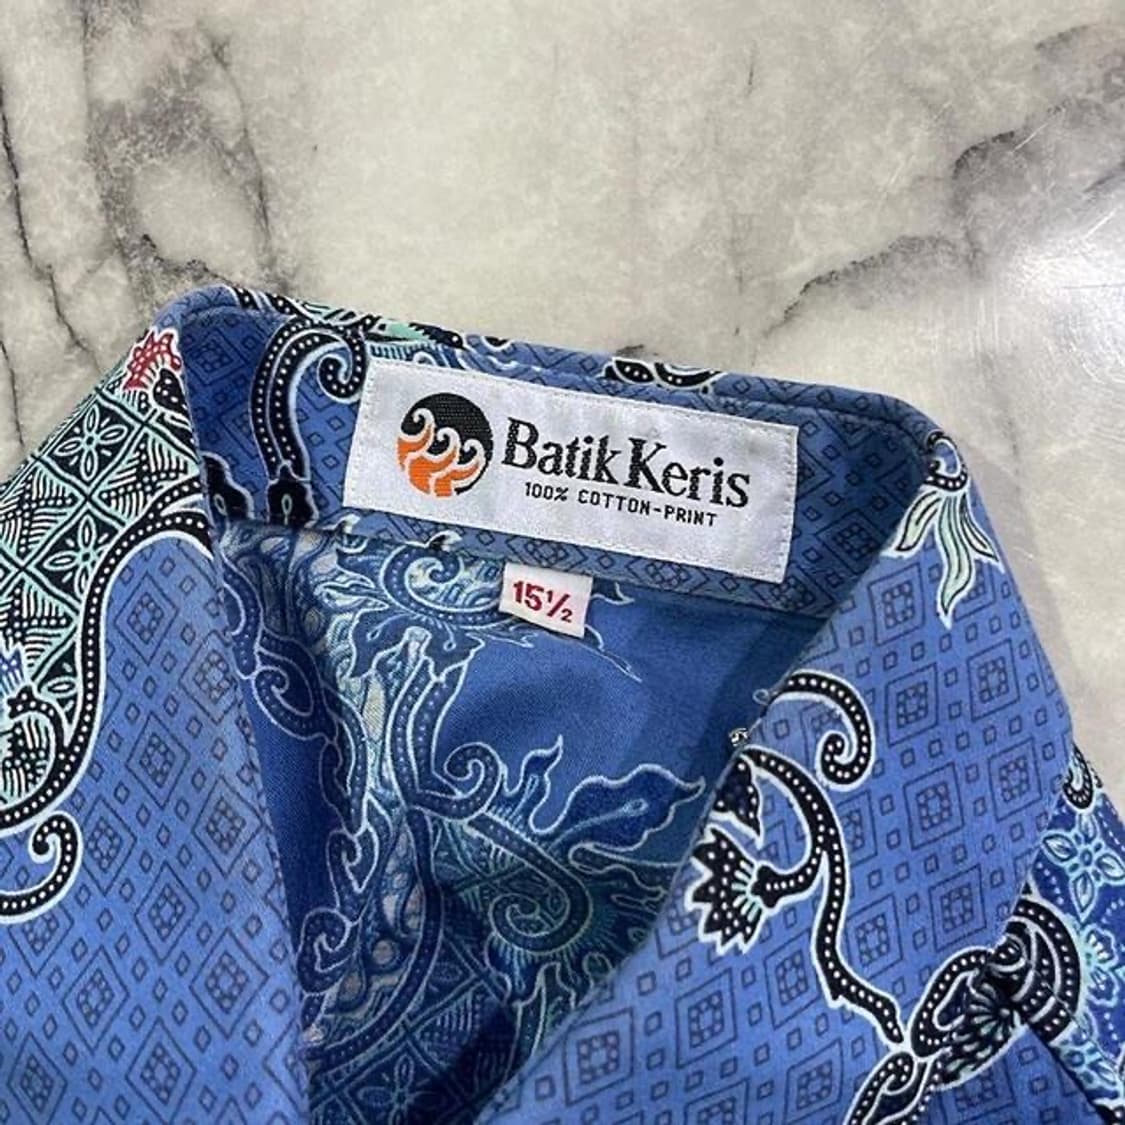 Batik Keris
100% COTTON-PRINT
15½